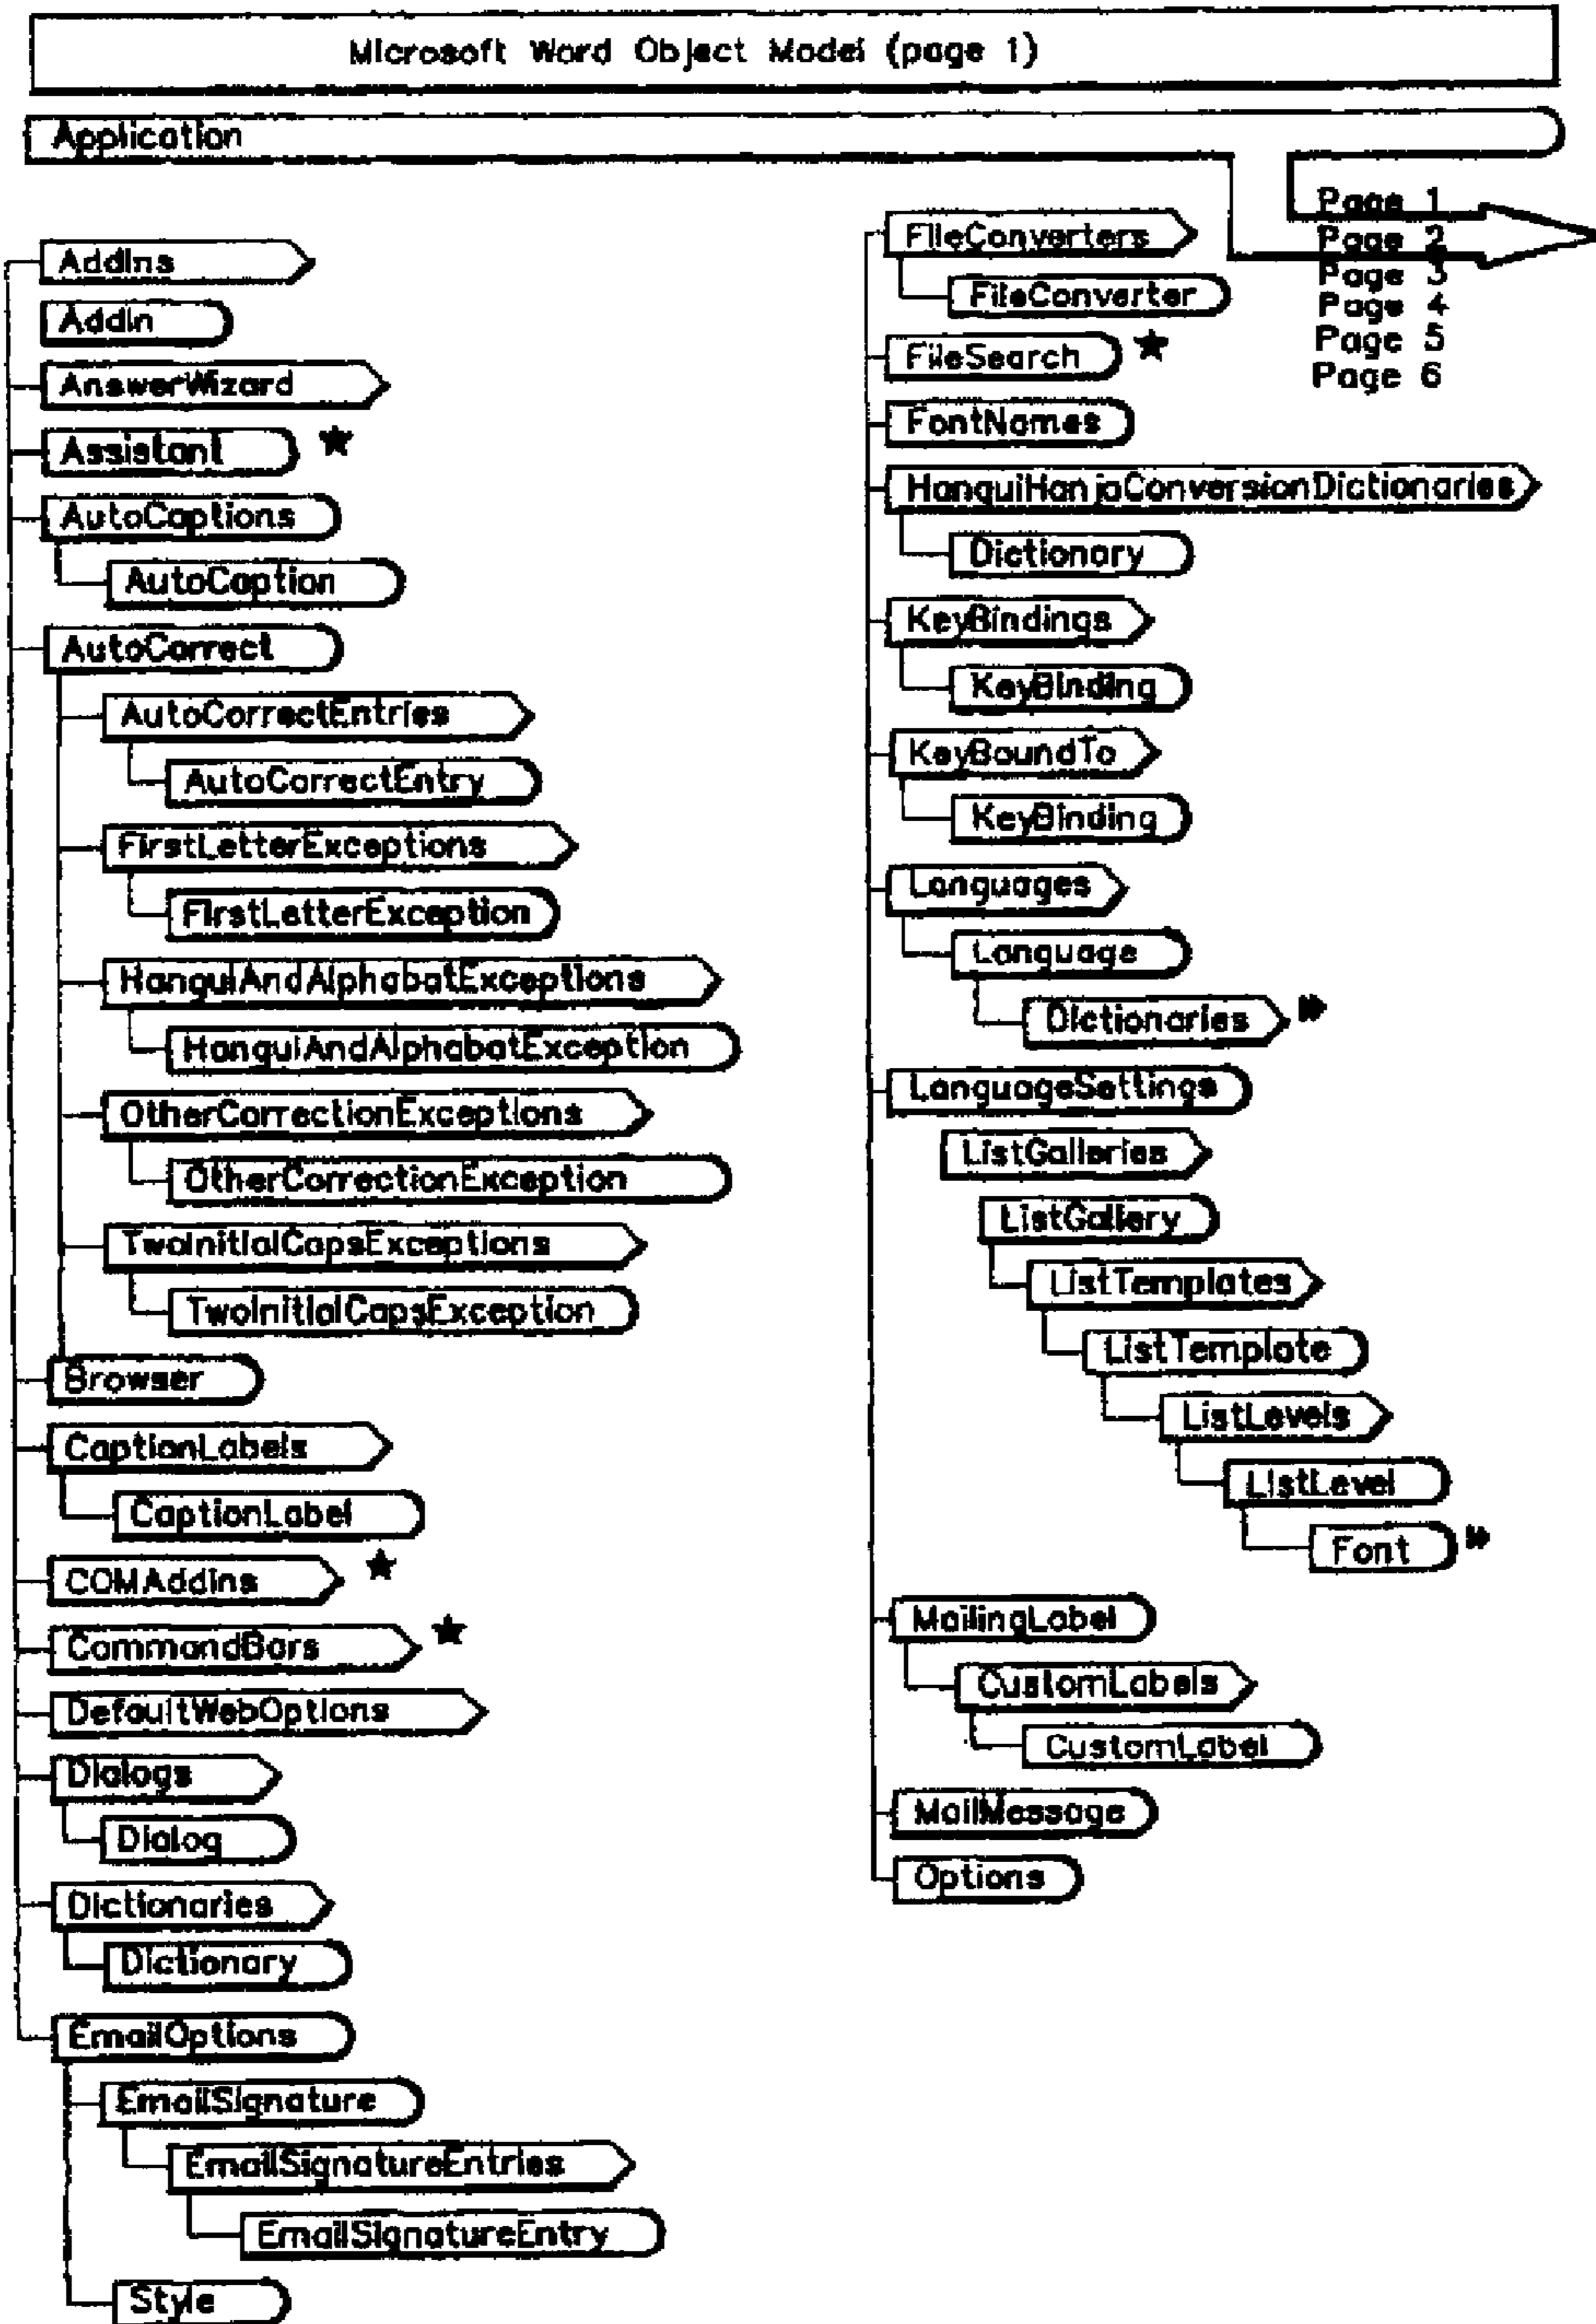 Microsoft Word Object Model (page 1)
Application
Page 1
Page 2
Page 3
Page 4
Page 5
Page 6
AddIns
AddIn
AnswerWizard
Assistant
AutoCaptions
AutoCaption
AutoCorrect
AutoCorrectEntries
AutoCorrectEntry
FirstLetterExceptions
FirstLetterException
HangulAndAlphabatExceptions
HangulAndAlphabatException
OtherCorrectionExceptions
OtherCorrectionException
TwoInitialCapsExceptions
TwoInitialCapsException
Browser
CaptionLabels
CaptionLabel
COMAddins
CommandBars
DefaultWebOptions
Dialogs
Dialog
Dictionaries
Dictionary
EmailOptions
EmailSignature
EmailSignatureEntries
EmailSignatureEntry
Style
FileConverters
FileConverter
FileSearch
FontNames
HangulHanjaConversionDictionaries
Dictionary
KeyBindings
KeyBinding
KeyBoundTo
KeyBinding
Languages
Language
Dictionaries
LanguageSettings
ListGalleries
ListGallery
ListTemplates
ListTemplate
ListLevels
ListLevel
Font
MailingLabel
CustomLabels
CustomLabel
MailMessage
Options